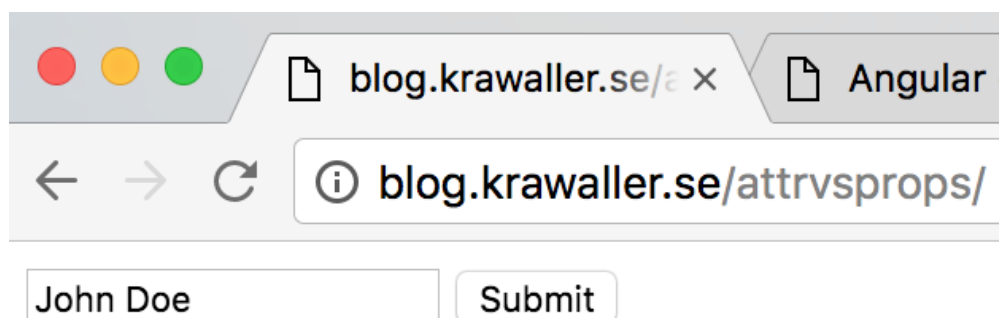 blog.krawaller.se/a
Angular
blog.krawaller.se/attrvsprops/
John Doe
Submit